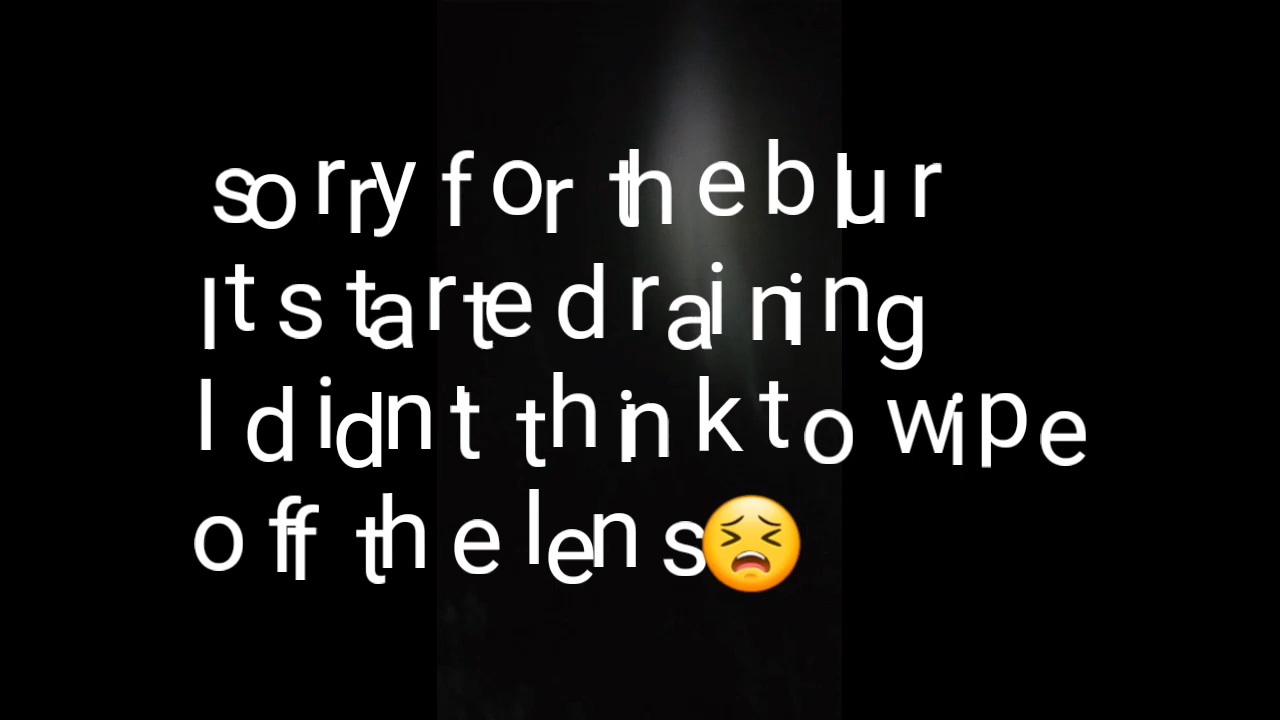 sorry for the blur
It started raining
I didnt think to wipe
off the lens😣